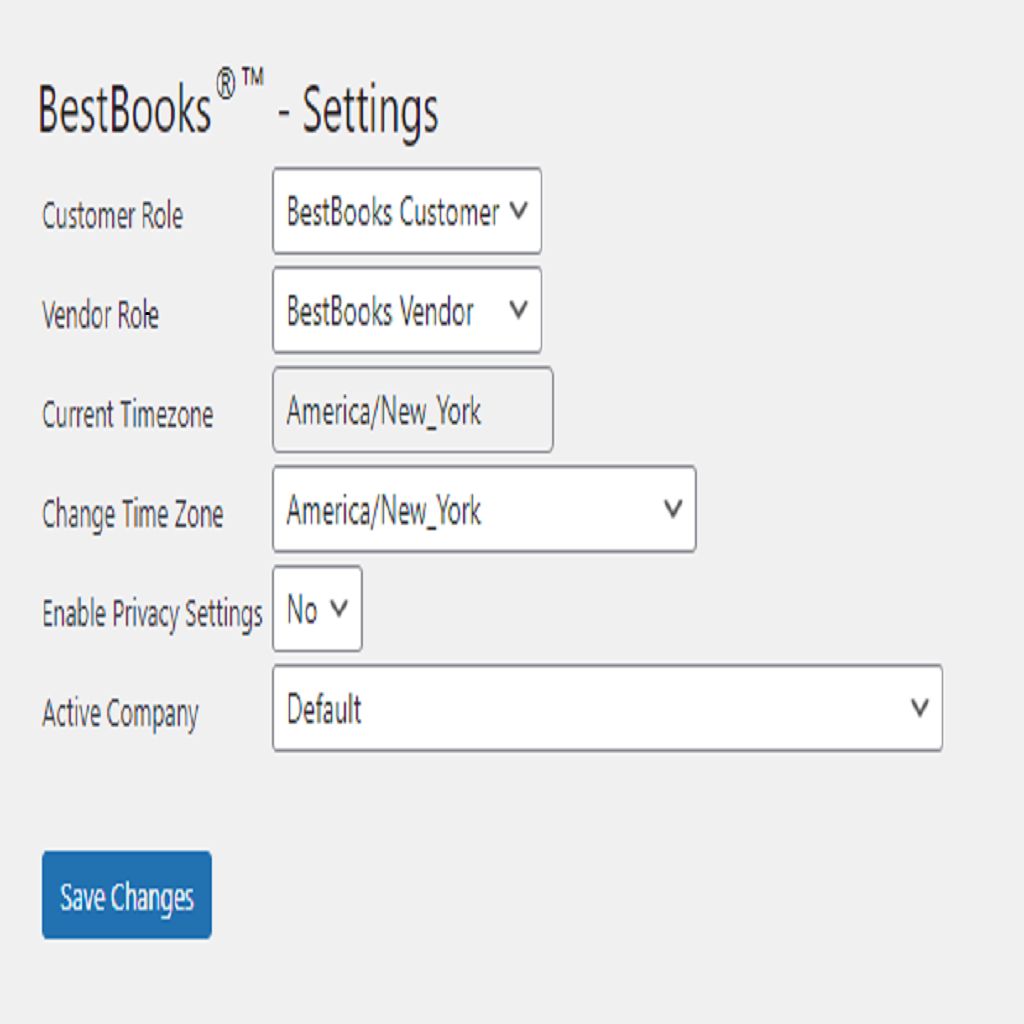 BestBooks®™ - Settings
Customer Role BestBooks Customer
Vendor Role BestBooks Vendor
Current Timezone America/New_York
Change Time Zone America/New_York
Enable Privacy Settings No
Active Company Default
Save Changes